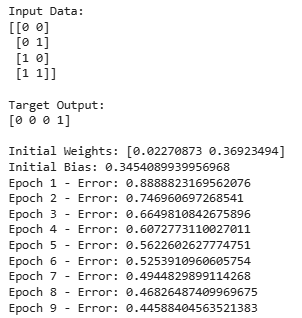 Input Data:
[[0 0]
[0 1]
[1 0]
[1 1]]
Target Output:
[0 0 0 1]
Initial Weights: [0.02270873 0.36923494]
Initial Bias: 0.3454089939956968
Epoch 1 - Error: 0.8888823169562076
Epoch 2 - Error: 0.746960697268541
Epoch 3 - Error: 0.6649810842675896
Epoch 4 - Error: 0.6072773110027011
Epoch 5 - Error: 0.5622602627774751
Epoch 6 - Error: 0.5253910960605754
Epoch 7 - Error: 0.4944829899114268
Epoch 8 - Error: 0.46826487409969675
Epoch 9 - Error: 0.44588404563521383